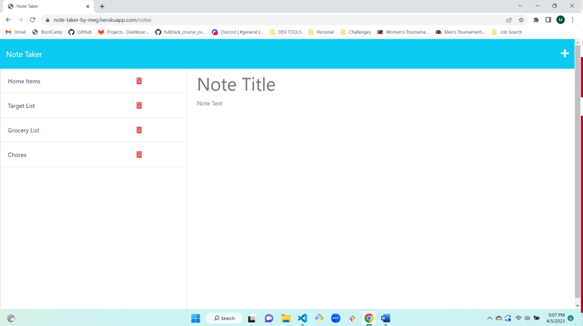 Note Taker
note-taker-by-meg.herokuapp.com/notes
M
Gmail
BootCamp
GitHub
Projects · Dashboar...
fullstack_course_ov...
Discord | #general |...
DEV TOOLS
Personal
Challenges
Women's Tourname...
Men's Tournament...
Job Search
Note Taker
Home Items
Target List
Grocery List
Chores
Note Title
Note Text
Search
9:07 PM
4/5/2023